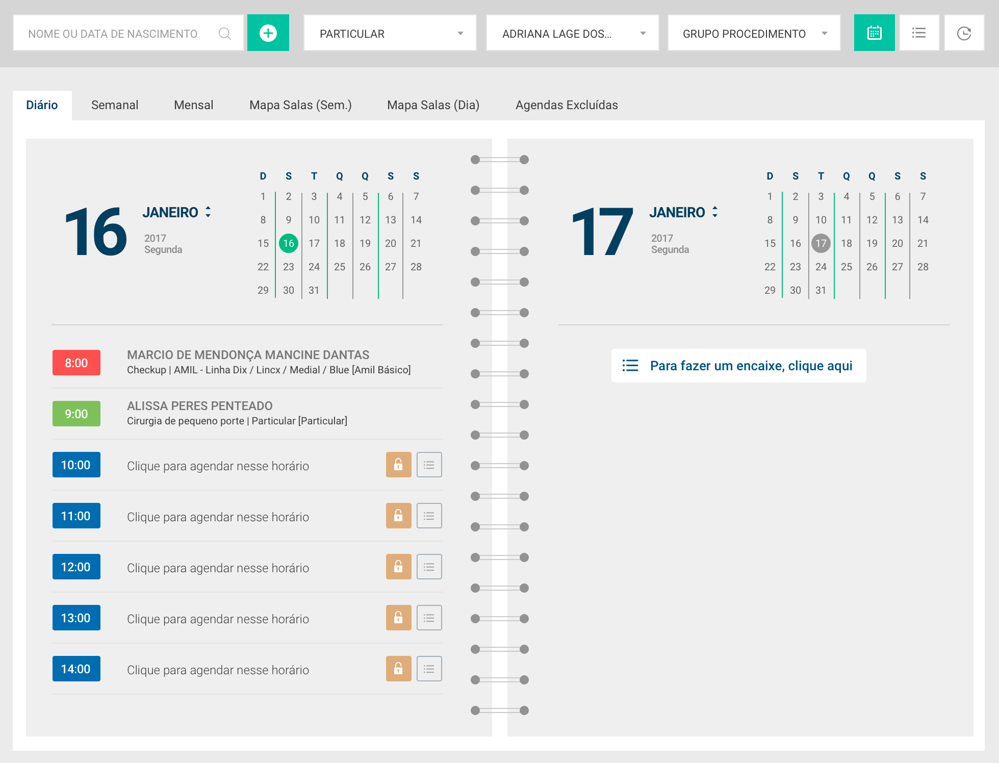 NOME OU DATA DE NASCIMENTO
PARTICULAR
ADRIANA LAGE DOS...
GRUPO PROCEDIMENTO
Diário
Semanal
Mensal
Mapa Salas (Sem.)
Mapa Salas (Dia)
Agendas Excluídas
16
JANEIRO
2017
Segunda
D S T Q Q S S
1 2 3 4 5 6 7
8 9 10 11 12 13 14
15 16 17 18 19 20 21
22 23 24 25 26 27 28
29 30 31
8:00
MARCIO DE MENDONÇA MANCINE DANTAS
Checkup | AMIL - Linha Dix / Lincx / Medial / Blue [Amil Básico]
9:00
ALISSA PERES PENTEADO
Cirurgia de pequeno porte | Particular [Particular]
10:00
Clique para agendar nesse horário
11:00
Clique para agendar nesse horário
12:00
Clique para agendar nesse horário
13:00
Clique para agendar nesse horário
14:00
Clique para agendar nesse horário
17
JANEIRO
2017
Segunda
D S T Q Q S S
1 2 3 4 5 6 7
8 9 10 11 12 13 14
15 16 17 18 19 20 21
22 23 24 25 26 27 28
29 30 31
Para fazer um encaixe, clique aqui